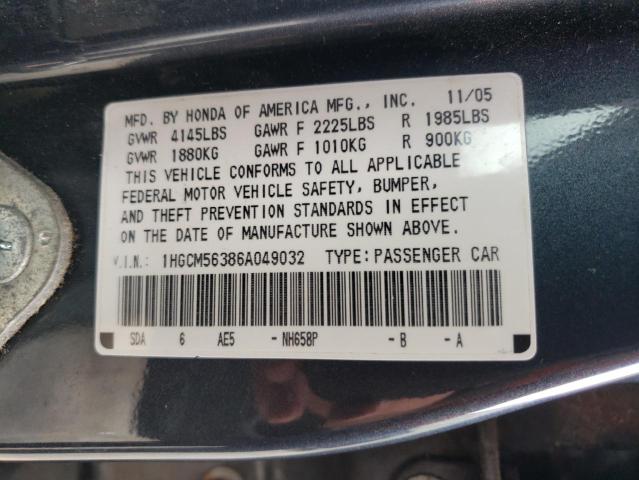 MFD. BY HONDA OF AMERICA MFG., INC. 11/05
GVWR 4145LBS GAWR F 2225LBS R 1985LBS
GVWR 1880KG GAWR F 1010KG R 900KG
THIS VEHICLE CONFORMS TO ALL APPLICABLE
FEDERAL MOTOR VEHICLE SAFETY, BUMPER,
AND THEFT PREVENTION STANDARDS IN EFFECT
ON THE DATE OF MANUFACTURE SHOWN ABOVE.
V.I.N.: 1HGCM56386A049032 TYPE:PASSENGER CAR
SDA 6 AE5 -NH658P -B -A